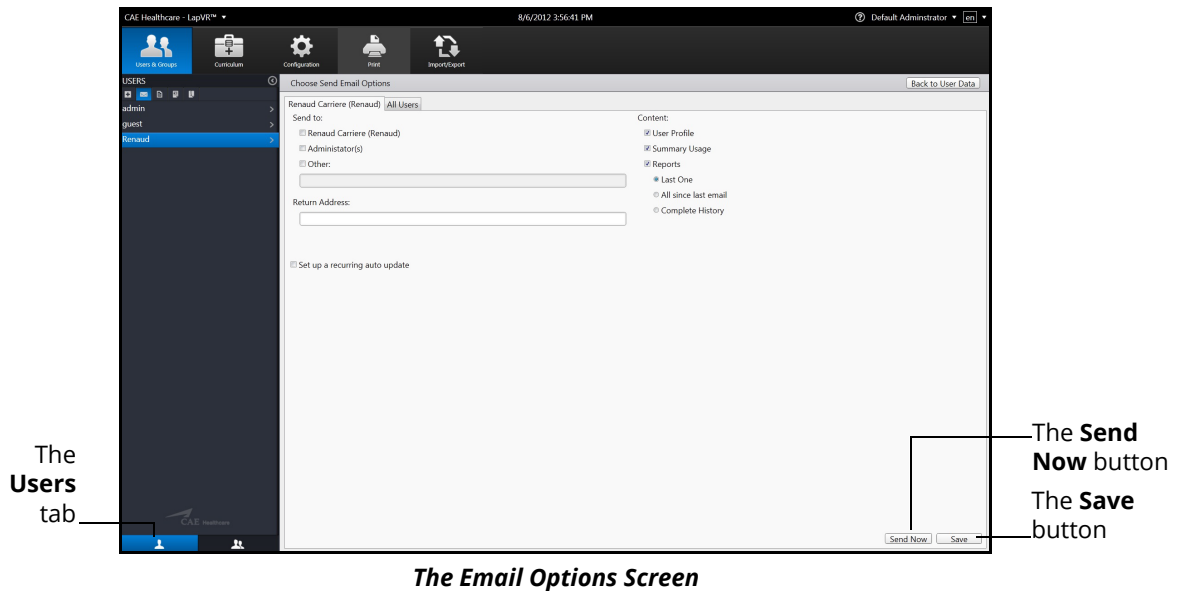 CAE Healthcare - LapVR™
8/6/2012 3:56:41 PM
Default Adminstrator
en
Users & Groups
Curriculum
Configuration
Print
Import/Export
USERS
Choose Send Email Options
Back to User Data
admin
guest
Renaud
Renaud Carriere (Renaud)
All Users
Send to:
Content:
Renaud Carriere (Renaud)
User Profile
Administator(s)
Summary Usage
Other:
Reports
Last One
All since last email
Return Address:
Complete History
Set up a recurring auto update
CAE Healthcare
Send Now
Save
The
Users
tab
The Send
Now button
The Save
button
The Email Options Screen